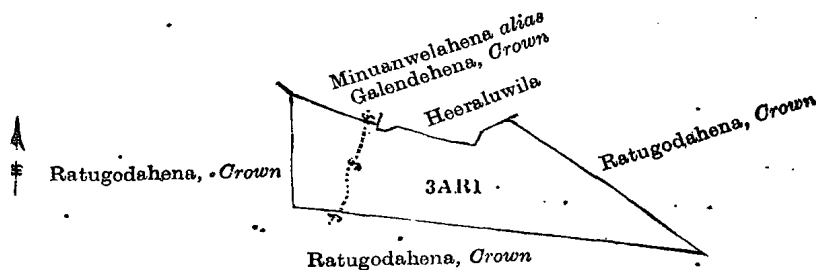 Minuanwelahena alias
Galendehena, Crown
Heeraluwila
Ratugodahena, Crown
Ratugodahena, Crown
3AR1
Ratugodahena, Crown